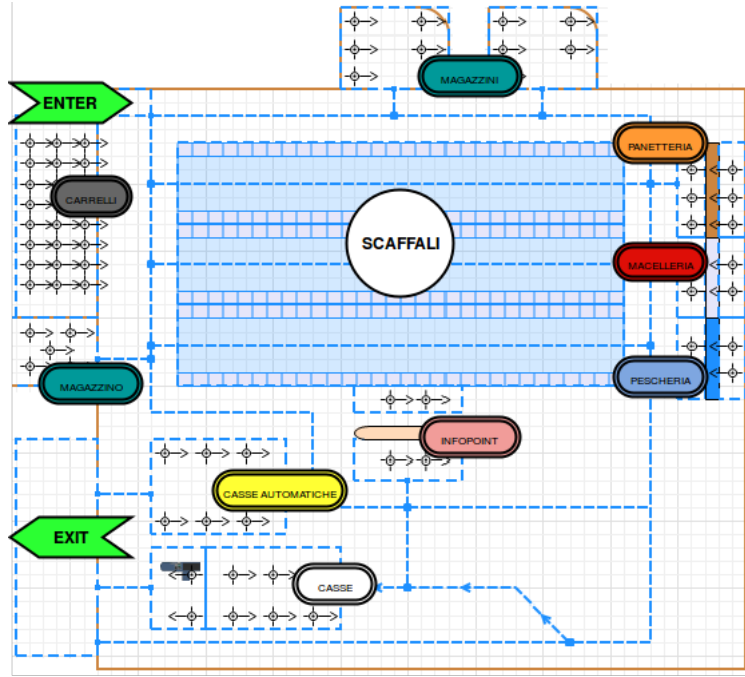 MAGAZZINI
ENTER
PANETTERIA
CARRELLI
SCAFFALI
MACELLERIA
MAGAZZINO
PESCHERIA
INFOPOINT
CASSE AUTOMATICHE
EXIT
CASSE